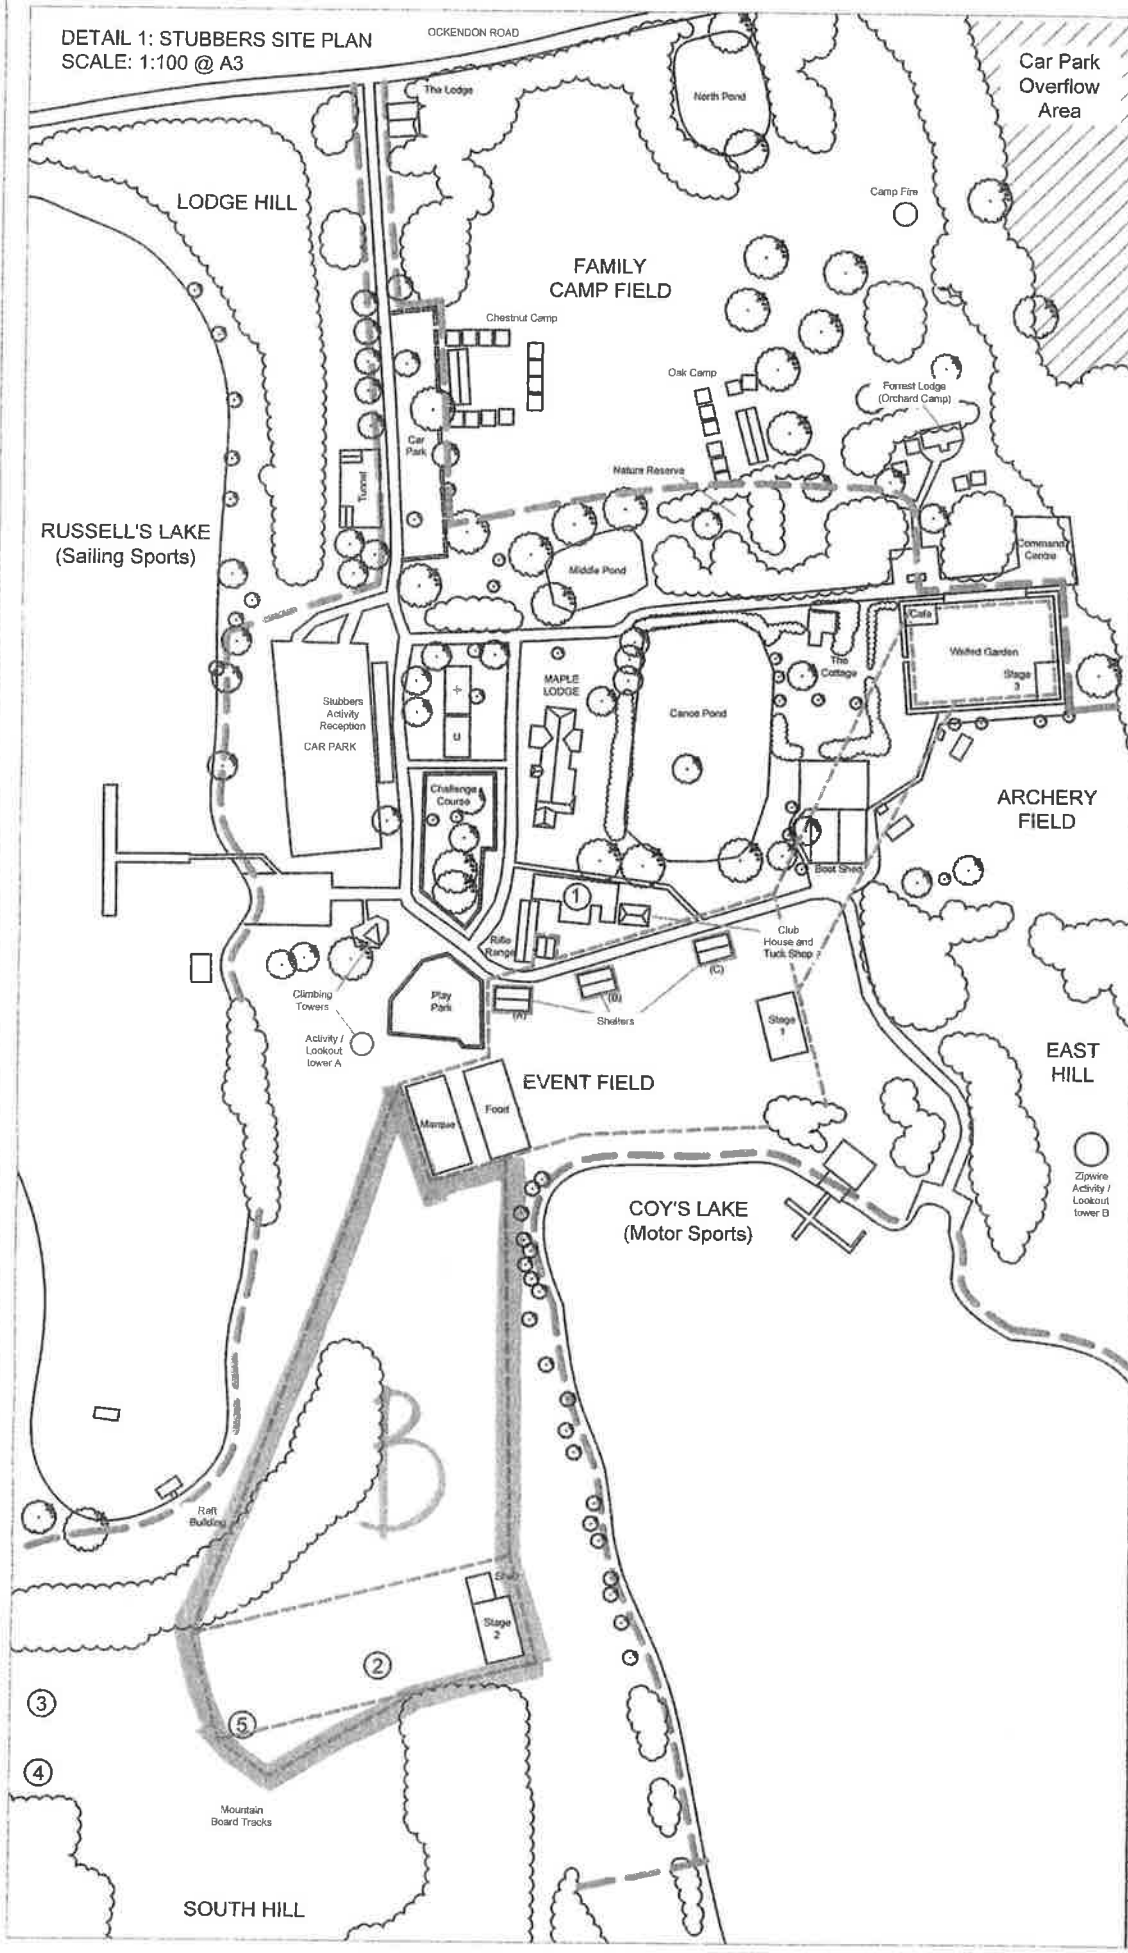 DETAIL 1: STUBBERS SITE PLAN
SCALE: 1:100 @ A3
OCKENDON ROAD
Car Park
Overflow
Area
The Lodge
North Pond
LODGE HILL
Camp Fire
FAMILY
CAMP FIELD
Chestnut Camp
Oak Camp
Forrest Lodge
(Orchard Camp)
Car
Park
Nature Reserve
Tunnel
RUSSELL'S LAKE
(Sailing Sports)
Middle Pond
Command
Centre
Cafe
Walled Garden
Stage
3
The
Cottage
MAPLE
LODGE
Canoe Pond
Stubbers
Activity
Reception
CAR PARK
Challenge
Course
ARCHERY
FIELD
Boat Shed
1
Rifle
Range
Club
House and
Tuck Shop
(C)
(B)
(A)
Shelters
Climbing
Towers
Play
Park
Stage
1
Activity /
Lookout
tower A
EAST
HILL
EVENT FIELD
Marque
Food
Zipwire
Activity /
Lookout
tower B
COY'S LAKE
(Motor Sports)
B
Raft
Building
Stage
2
2
3
5
4
Mountain
Board Tracks
SOUTH HILL